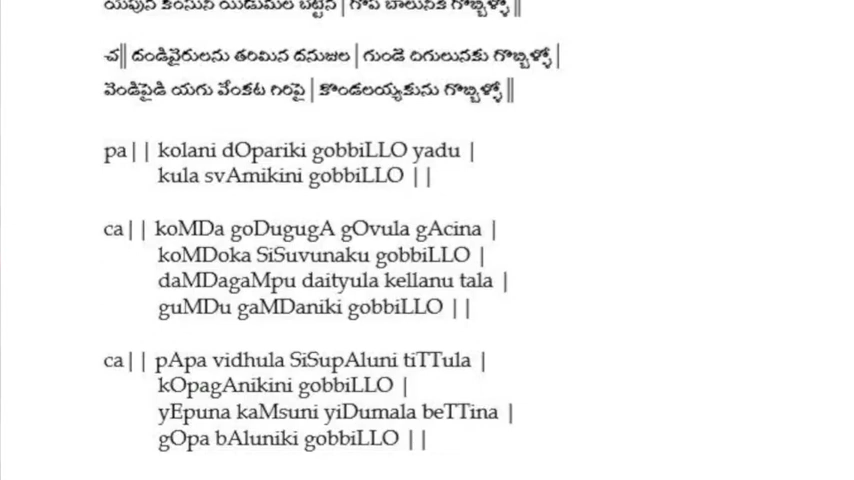 యేపున కంసుని యిడుమల బెట్టిన | గోప బాలునికి గొబ్బిళ్ళో ||
చ|| దండివైరులను తరిమిన దనుజుల | గుండె దిగులునకు గొబ్బిళ్ళో |
వెండిపైడి యగు వేంకట గిరిపై | కొండలయ్యకును గొబ్బిళ్ళో ||
pa|| kolani dOpariki gobbiLLO yadu |
kula svAmikini gobbiLLO ||
ca|| koMDa goDugugA gOvula gAcina |
koMDoka SiSuvunaku gobbiLLO |
daMDagaMpu daityula kellanu tala |
guMDu gaMDaniki gobbiLLO ||
ca|| pApa vidhula SiSupAluni tiTTula |
kOpagAnikini gobbiLLO |
yEpuna kaMsuni yiDumala beTTina |
gOpa bAluniki gobbiLLO ||